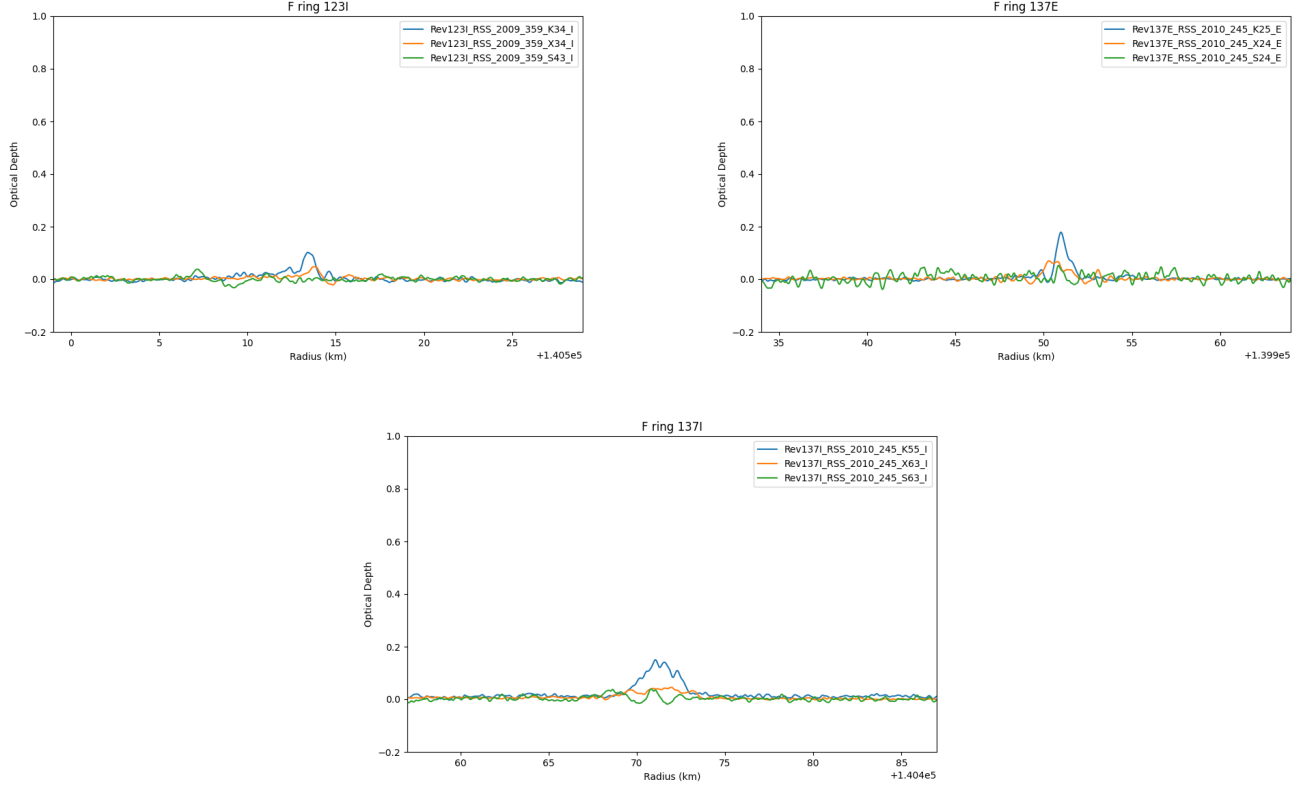 F ring 123I
Rev123I_RSS_2009_359_K34_I
Rev123I_RSS_2009_359_X34_I
Rev123I_RSS_2009_359_S43_I
1.0
0.8
0.6
0.4
0.2
0.0
−0.2
Optical Depth
0 5 10 15 20 25
Radius (km)
+1.405e5
F ring 137E
Rev137E_RSS_2010_245_K25_E
Rev137E_RSS_2010_245_X24_E
Rev137E_RSS_2010_245_S24_E
1.0
0.8
0.6
0.4
0.2
0.0
−0.2
Optical Depth
35 40 45 50 55 60
Radius (km)
+1.399e5
F ring 137I
Rev137I_RSS_2010_245_K55_I
Rev137I_RSS_2010_245_X63_I
Rev137I_RSS_2010_245_S63_I
1.0
0.8
0.6
0.4
0.2
0.0
−0.2
Optical Depth
60 65 70 75 80 85
Radius (km)
+1.404e5